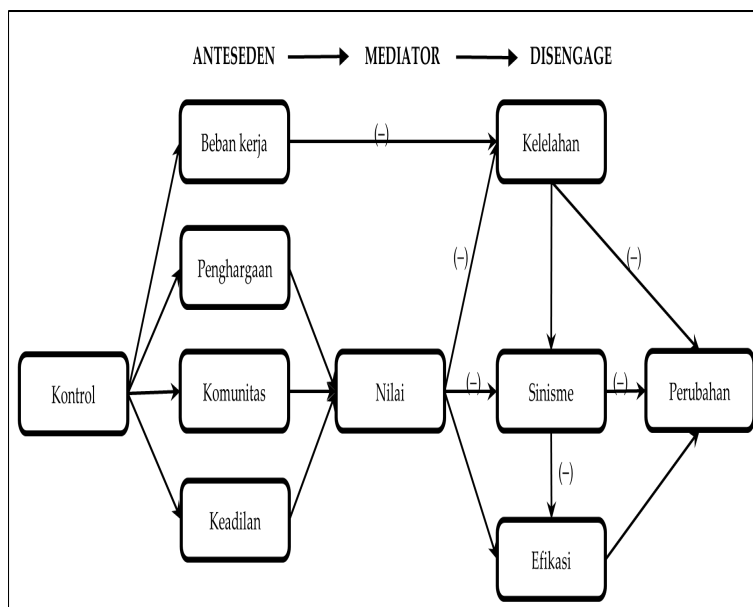 ANTESEDEN MEDIATOR DISENGAGE
Beban kerja
(−)
Kelelahan
Penghargaan
(−)
(−)
Kontrol
Komunitas
Nilai
(−)
Sinisme
(−)
Perubahan
(−)
Keadilan
Efikasi